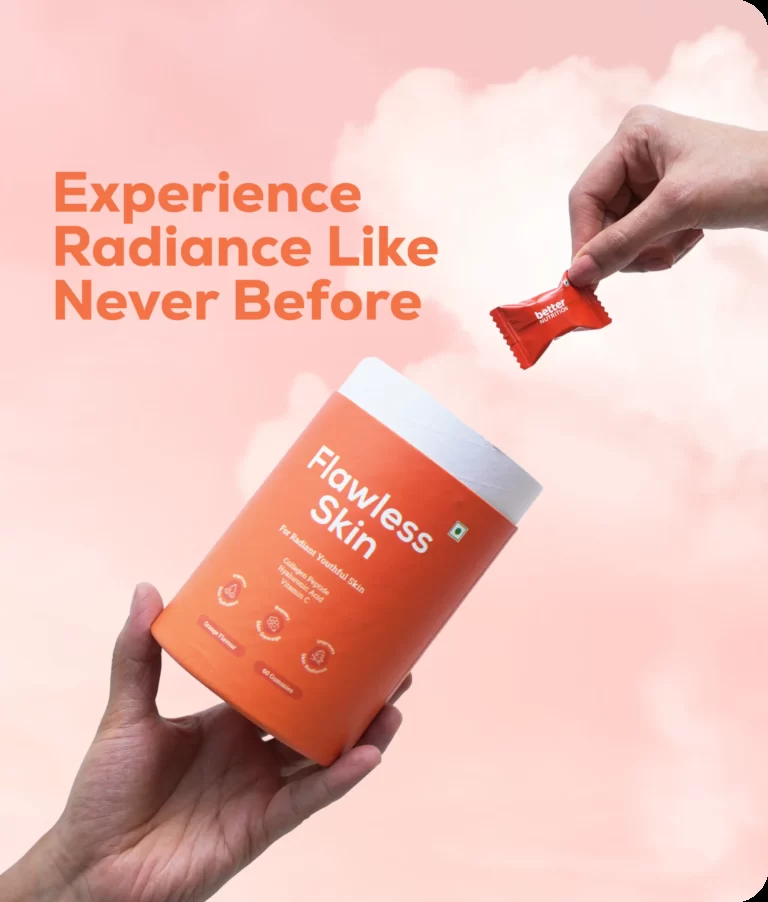 Experience
Radiance Like
Never Before
better
NUTRITION
Flawless
Skin
For Radiant Youthful Skin
Collagen Peptide
Hyaluronic Acid
Vitamin C
Orange Flavour
60 Gummies